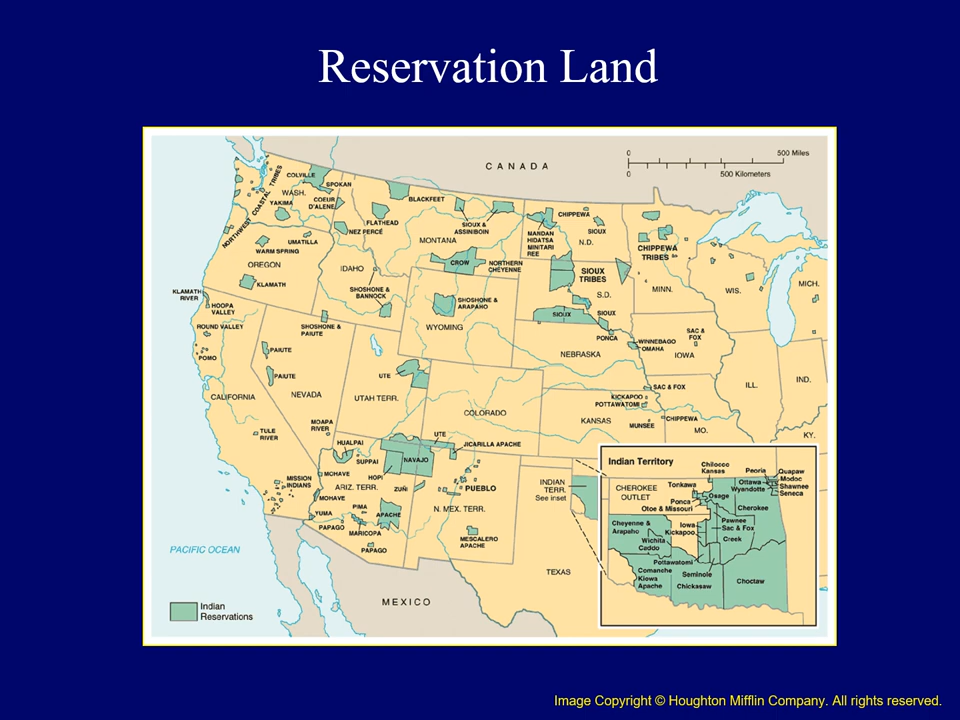 Reservation Land
CANADA
0
500 Miles
0
500 Kilometers
NORTHWEST COASTAL TRIBES
COLVILLE
SPOKAN
WASH.
YAKIMA
COEUR
D'ALENE
BLACKFEET
FLATHEAD
NEZ PERCÉ
SIOUX &
ASSINIBOIN
MONTANA
CHIPPEWA
MANDAN
HIDATSA
MINITARI
REE
SIOUX
N.D.
CHIPPEWA
TRIBES
UMATILLA
WARM SPRING
OREGON
IDAHO
CROW
NORTHERN
CHEYENNE
SIOUX
TRIBES
S.D.
MINN.
WIS.
MICH.
KLAMATH
KLAMATH
RIVER
HOOPA
VALLEY
SHOSHONE &
BANNOCK
SHOSHONE &
ARAPAHO
WYOMING
SIOUX
SIOUX
PONCA
ROUND VALLEY
SHOSHONE &
PAIUTE
POMO
PAIUTE
PAIUTE
NEBRASKA
WINNEBAGO
OMAHA
SAC &
FOX
IOWA
ILL.
IND.
CALIFORNIA
NEVADA
UTE
UTAH TERR.
COLORADO
SAC & FOX
KICKAPOO
POTTAWATOMI
KANSAS
MUNSEE
CHIPPEWA
MO.
KY.
TULE
RIVER
MOAPA
RIVER
HUALPAI
SUPPAI
UTE
JICARILLA APACHE
NAVAJO
HOPI
MOHAVE
ARIZ. TERR.
ZUÑI
PUEBLO
MISSION
INDIANS
MOHAVE
YUMA
PIMA
PAPAGO
MARICOPA
APACHE
N. MEX. TERR.
MESCALERO
APACHE
PAPAGO
INDIAN
TERR.
See inset
TEXAS
PACIFIC OCEAN
MEXICO
Indian
Reservations
Indian Territory
CHEROKEE
OUTLET
Chilocco
Kansas
Tonkawa
Ponca
Otoe & Missouri
Osage
Peoria
Ottawa
Wyandotte
Quapaw
Modoc
Shawnee
Seneca
Cherokee
Cheyenne &
Arapaho
Iowa
Kickapoo
Pawnee
Sac & Fox
Creek
Wichita
Caddo
Pottawatomi
Comanche
Kiowa
Apache
Seminole
Chickasaw
Choctaw
Image Copyright © Houghton Mifflin Company. All rights reserved.